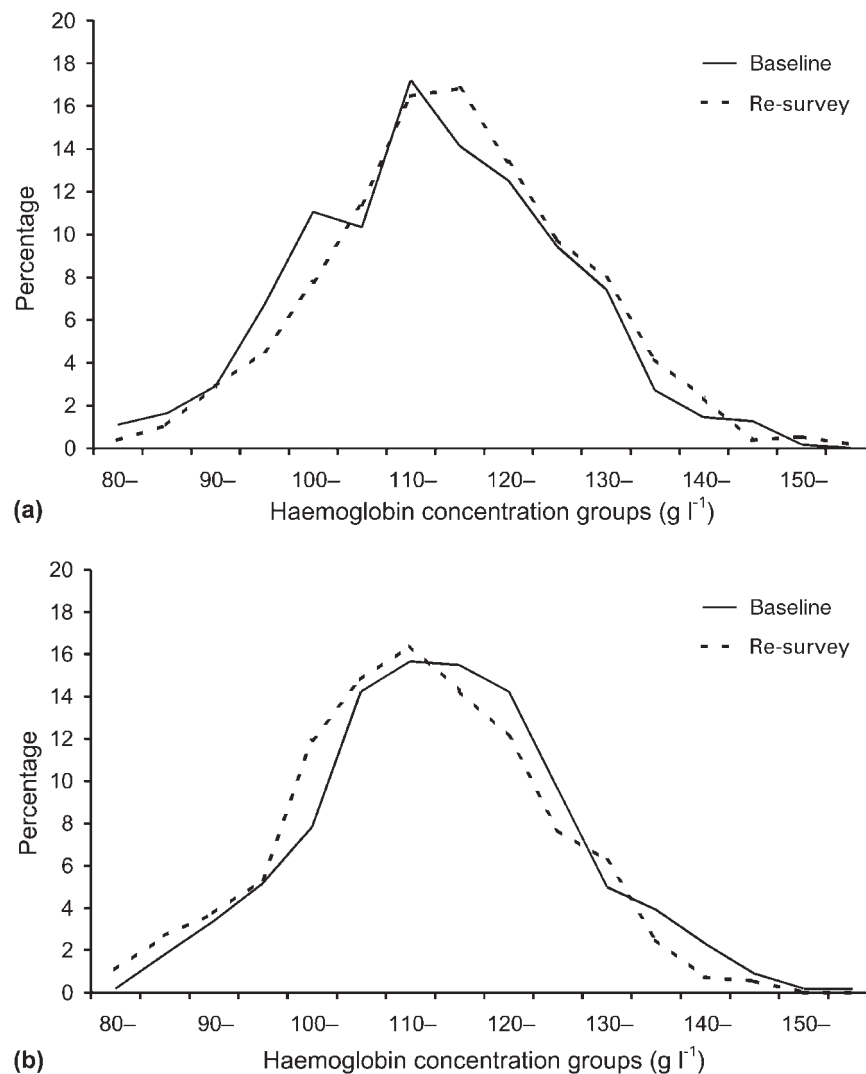 20
18
16
14
12
10
8
6
4
2
0
Percentage
Baseline
Re-survey
80– 90– 100– 110– 120– 130– 140– 150–
(a) Haemoglobin concentration groups (g l⁻¹)
20
18
16
14
12
10
8
6
4
2
0
Percentage
Baseline
Re-survey
80– 90– 100– 110– 120– 130– 140– 150–
(b) Haemoglobin concentration groups (g l⁻¹)